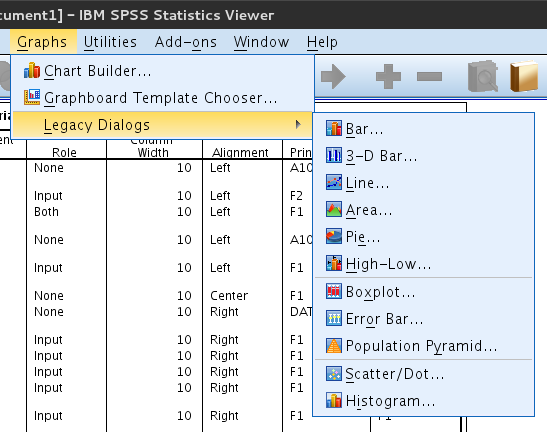 cument1] – IBM SPSS Statistics Viewer
Graphs Utilities Add-ons Window Help
Chart Builder...
Graphboard Template Chooser...
Legacy Dialogs
Bar...
3-D Bar...
Line...
Area...
Pie...
High-Low...
Boxplot...
Error Bar...
Population Pyramid...
Scatter/Dot...
Histogram...
Role Width Alignment
None 10 Left A10
Input 10 Left F2
Both 10 Left F1
None 10 Left A10
Input 10 Left F1
None 10 Center F1
None 10 Right DAT
Input 10 Right F1
Input 10 Right F1
Input 10 Right F1
Input 10 Right F1
Input 10 Right F1